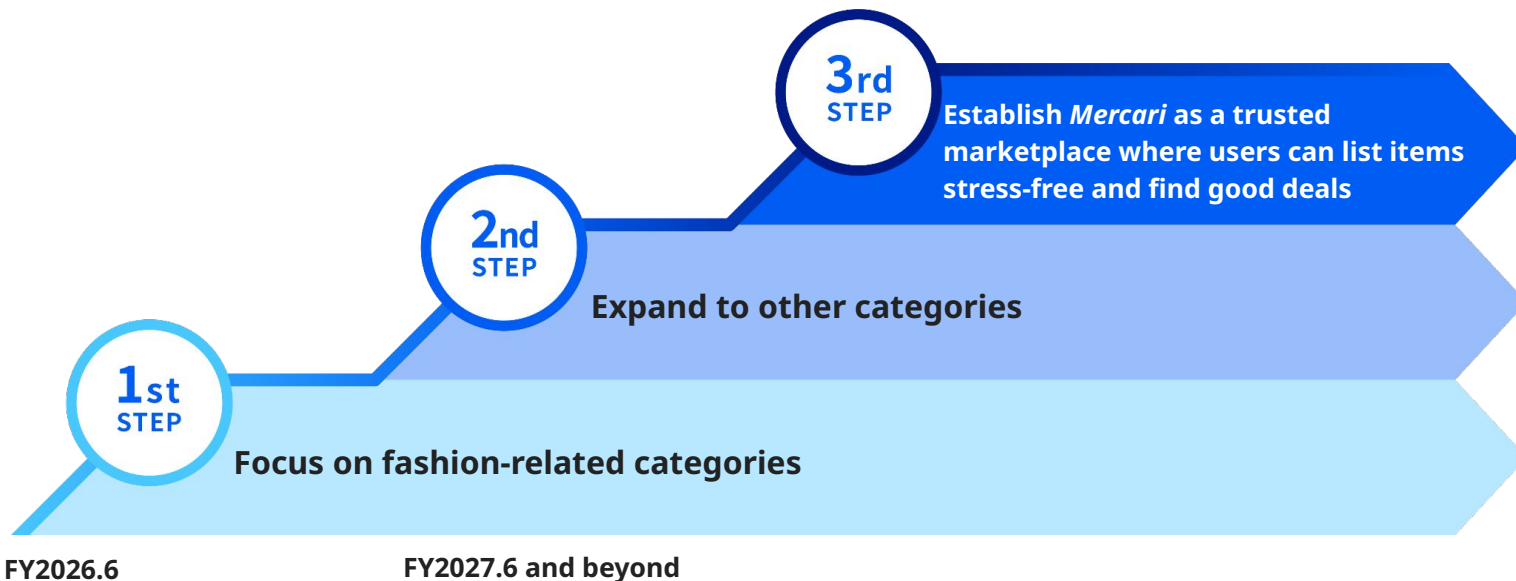 3rd
STEP
Establish Mercari as a trusted
marketplace where users can list items
stress-free and find good deals
2nd
STEP
Expand to other categories
1st
STEP
Focus on fashion-related categories
FY2026.6
FY2027.6 and beyond